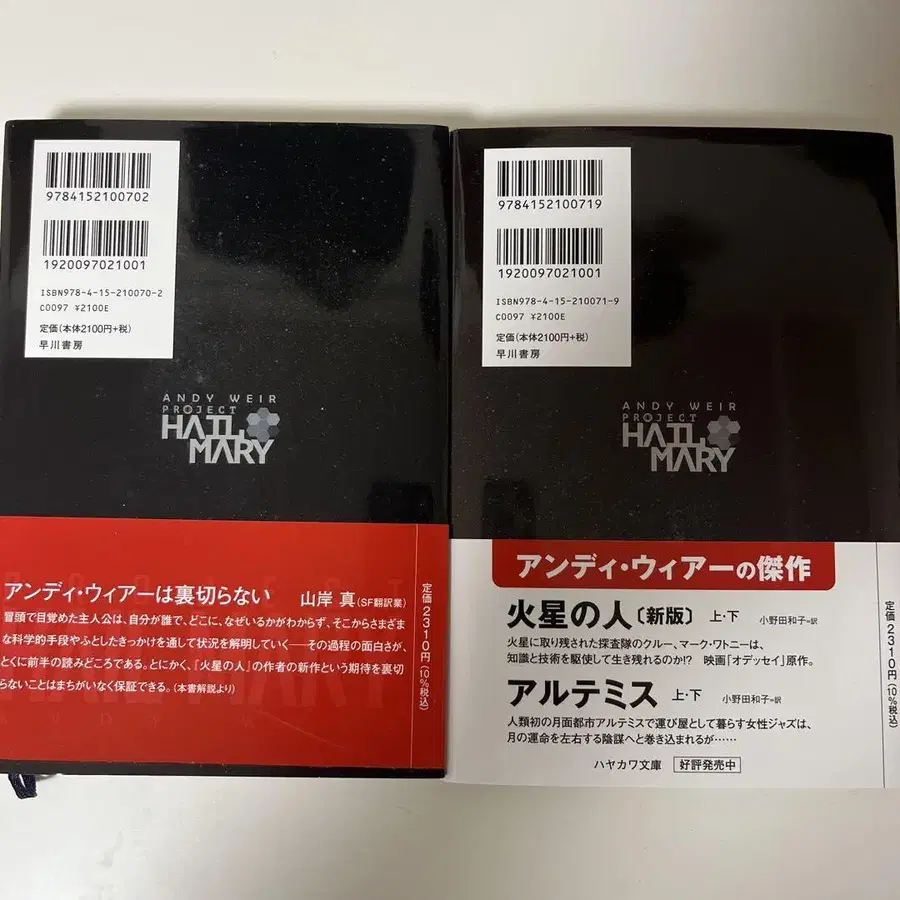 9784152100702
1920097021001
ISBN978-4-15-210070-2
C0097 ¥2100E
定価(本体2100円+税)
早川書房
ANDY WEIR
PROJECT
HAIL
MARY
アンディ・ウィアーは裏切らない 山岸 真(SF翻訳業)
冒頭で目覚めた主人公は、自分が誰で、どこに、なぜいるかがわからず、そこからさまざま
な科学的手段やふとしたきっかけを通して状況を解明していく——その過程の面白さが、
とくに前半の読みどころである。とにかく、『火星の人』の作者の新作という期待を裏切
らないことはまちがいなく保証できる。(本書解説より)
定価2310円(10%税込)
9784152100719
1920097021001
ISBN978-4-15-210071-9
C0097 ¥2100E
定価(本体2100円+税)
早川書房
ANDY WEIR
PROJECT
HAIL
MARY
アンディ・ウィアーの傑作
火星の人〔新版〕 上・下 小野田和子=訳
火星に取り残された探査隊のクルー、マーク・ワトニーは、
知識と技術を駆使して生き残れるのか!? 映画「オデッセイ」原作。
アルテミス 上・下 小野田和子=訳
人類初の月面都市アルテミスで運び屋として暮らす女性ジャズは、
月の運命を左右する陰謀へと巻き込まれるが……
ハヤカワ文庫 好評発売中
定価2310円(10%税込)